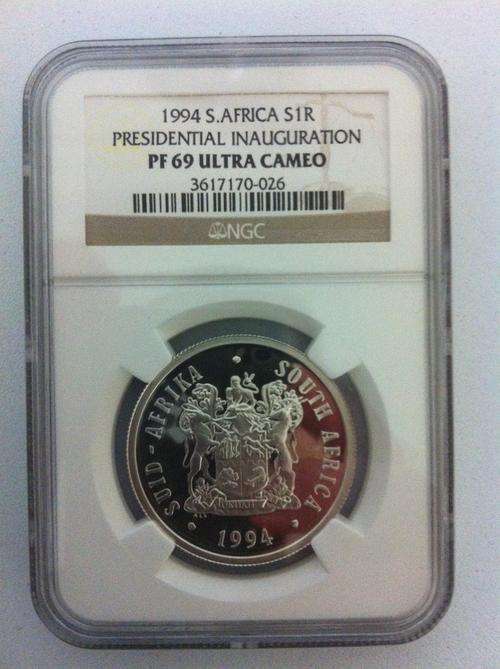 1994 S.AFRICA S1R
PRESIDENTIAL INAUGURATION
PF 69 ULTRA CAMEO
3617170-026
NGC
SUID-AFRIKA
SOUTH AFRICA
1994